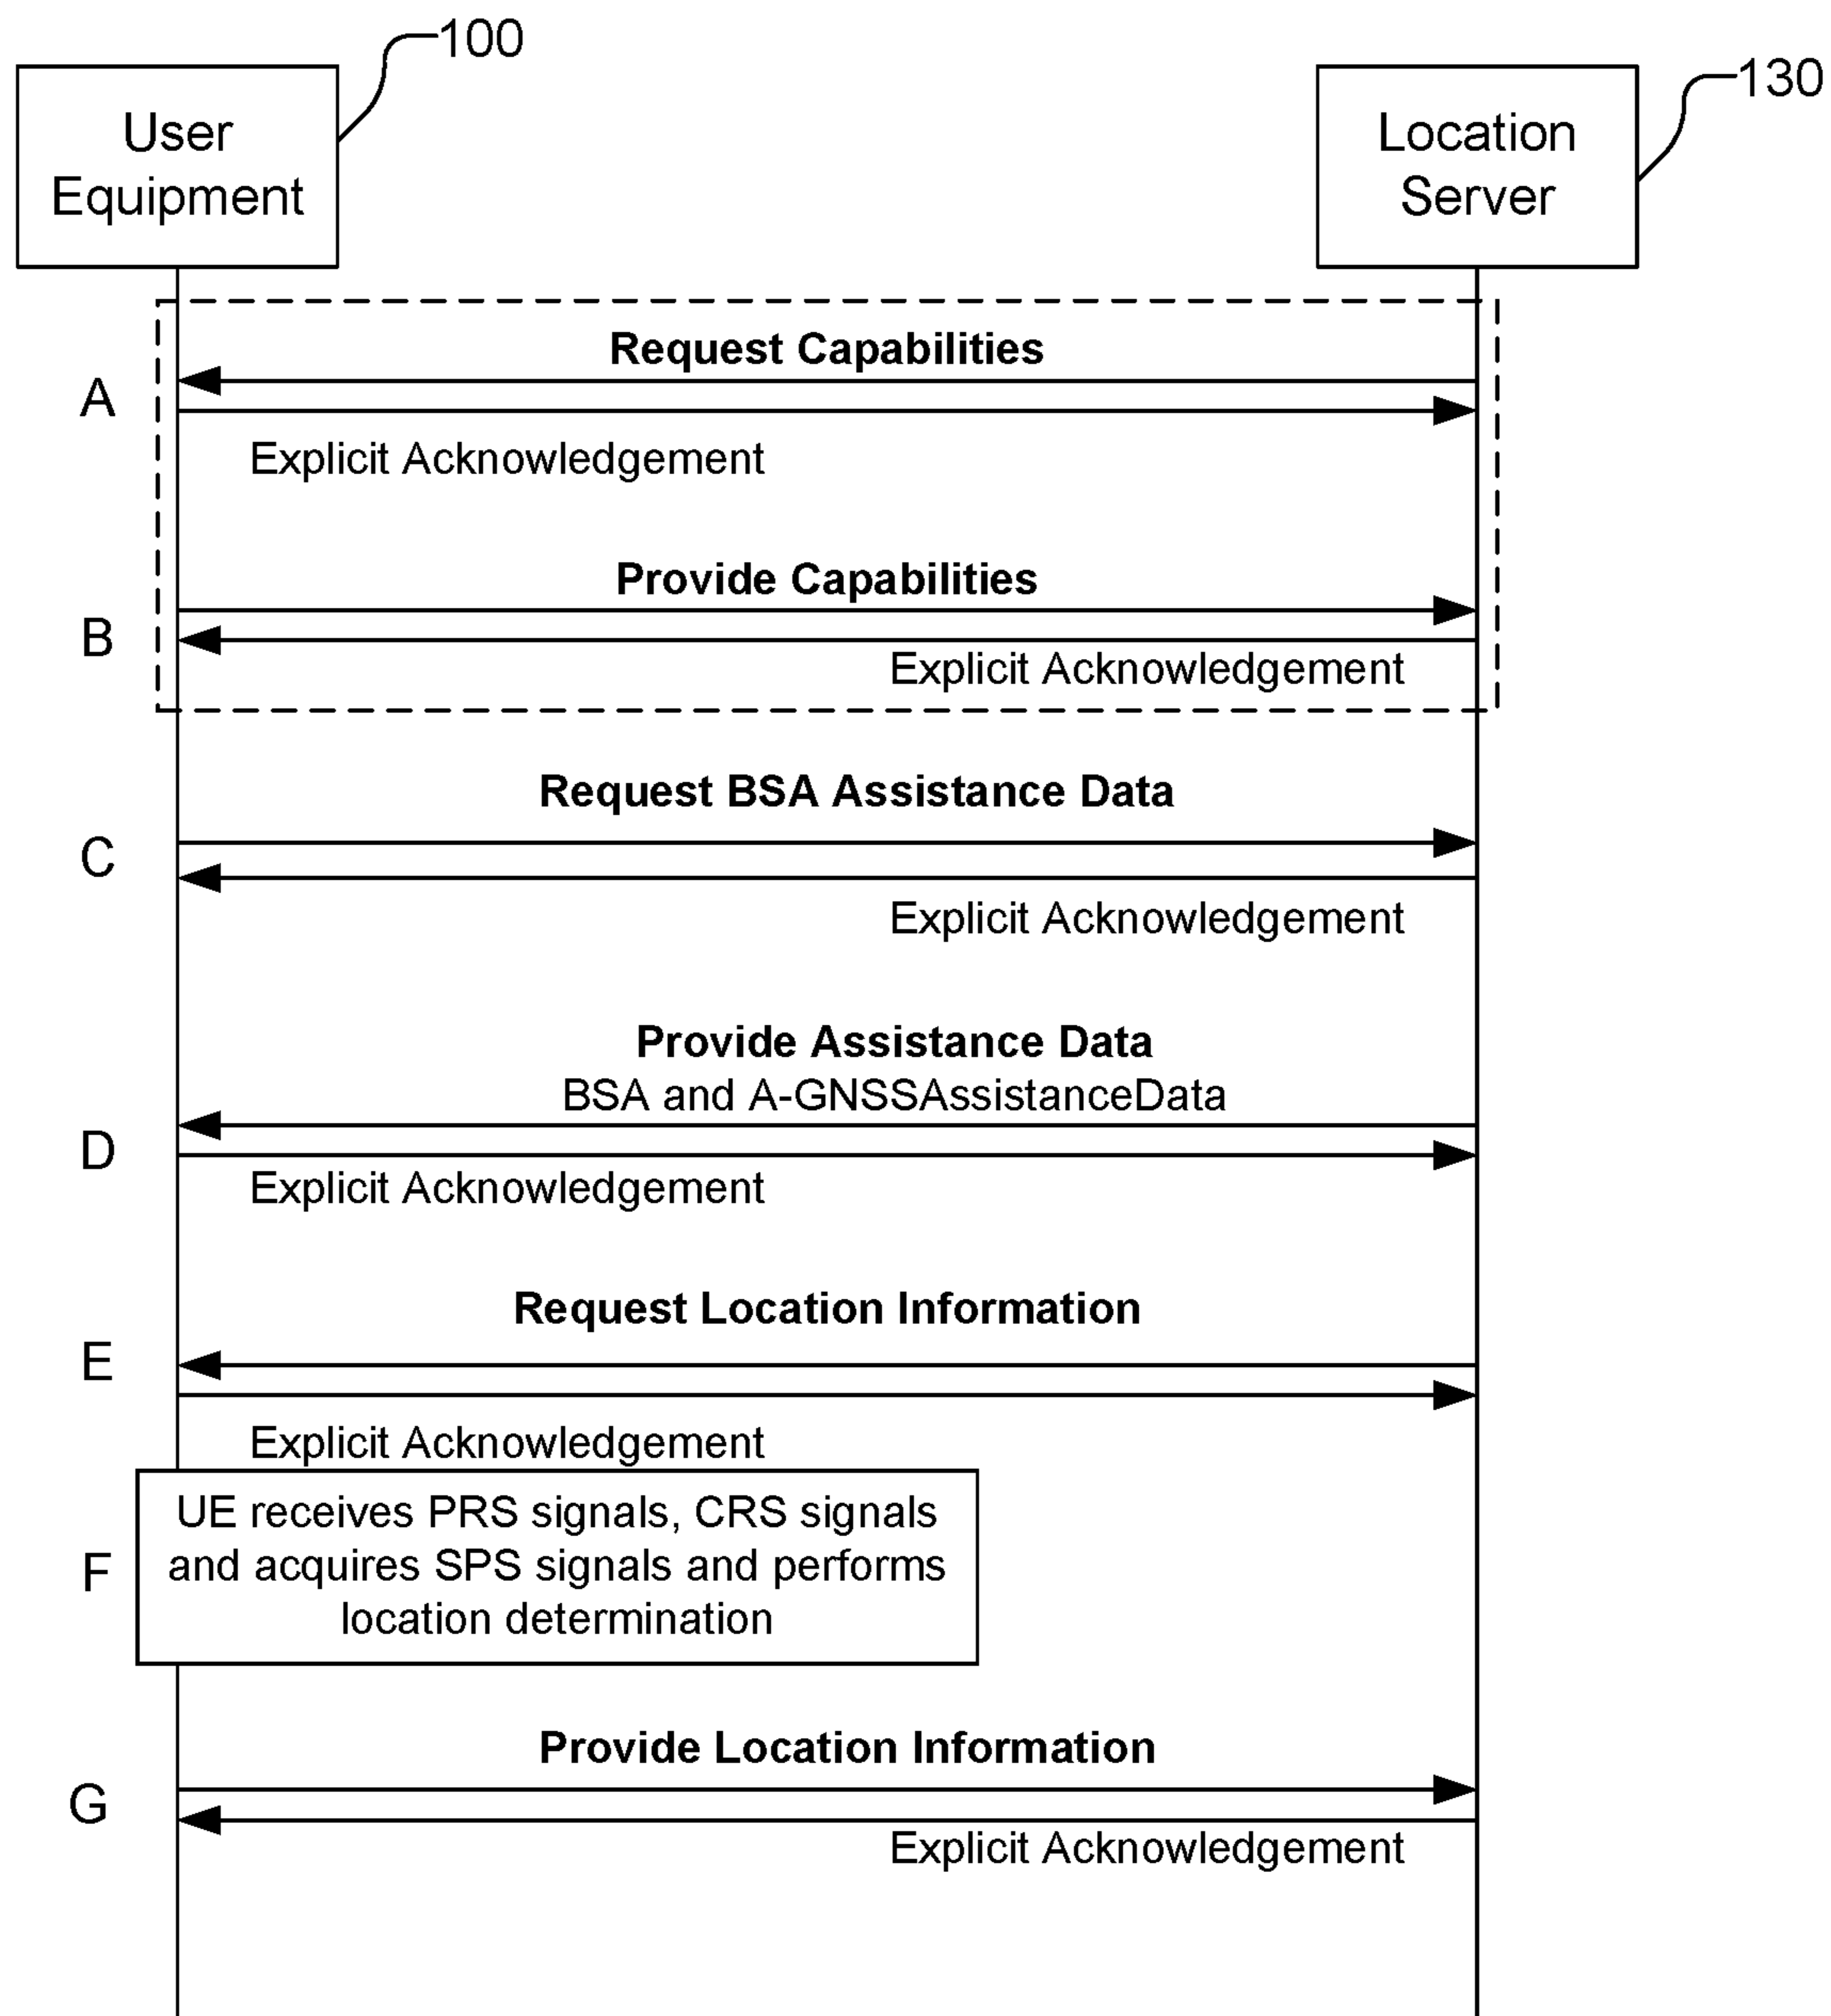 100
130
User
Equipment
Location
Server
Request Capabilities
A
Explicit Acknowledgement
Provide Capabilities
B
Explicit Acknowledgement
Request BSA Assistance Data
C
Explicit Acknowledgement
Provide Assistance Data
BSA and A-GNSSAssistanceData
D
Explicit Acknowledgement
Request Location Information
E
Explicit Acknowledgement
UE receives PRS signals, CRS signals
F
and acquires SPS signals and performs
location determination
Provide Location Information
G
Explicit Acknowledgement